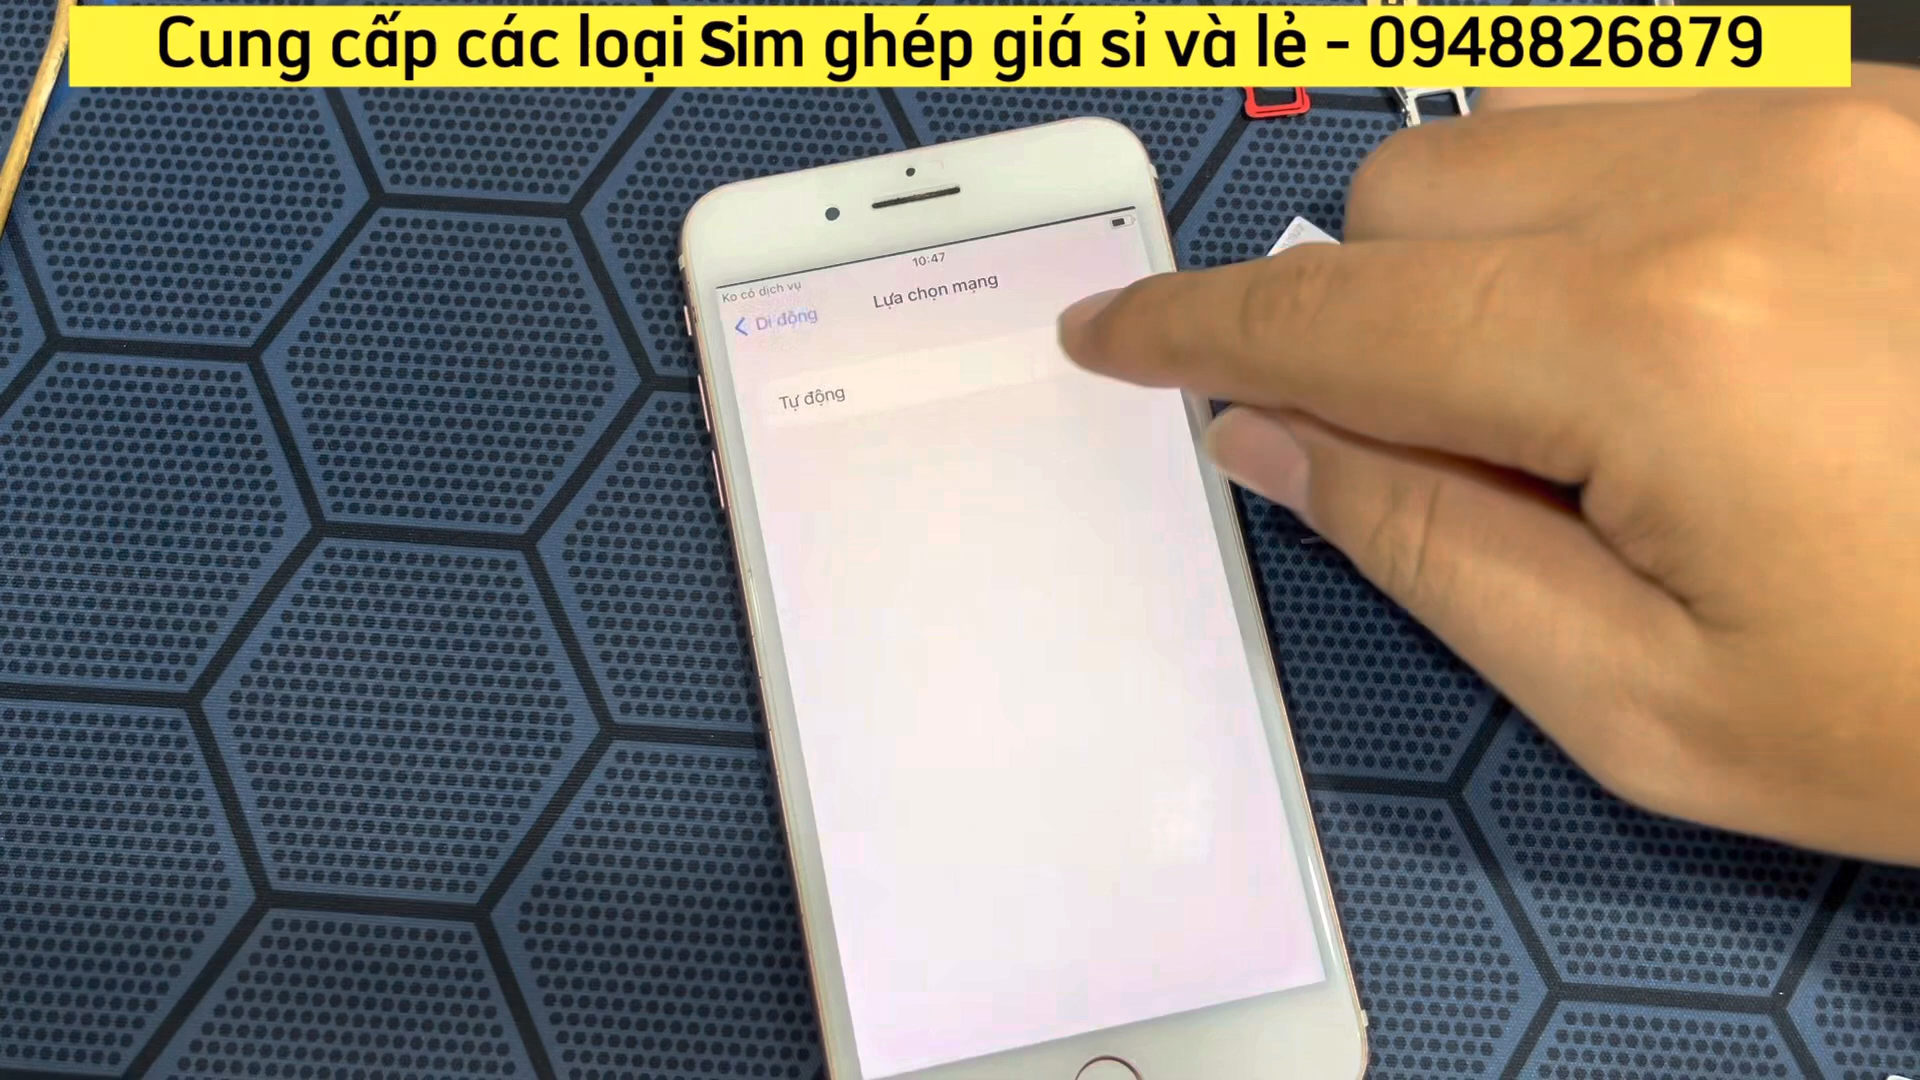 Cung cấp các loại Sim ghép giá sỉ và lẻ - 0948826879
10:47
Ko có dịch vụ
Lựa chọn mạng
Di động
Tự động